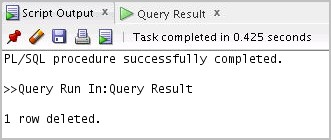 Script Output
Query Result
Task completed in 0.425 seconds
PL/SQL procedure successfully completed.
>>Query Run In:Query Result
1 row deleted.